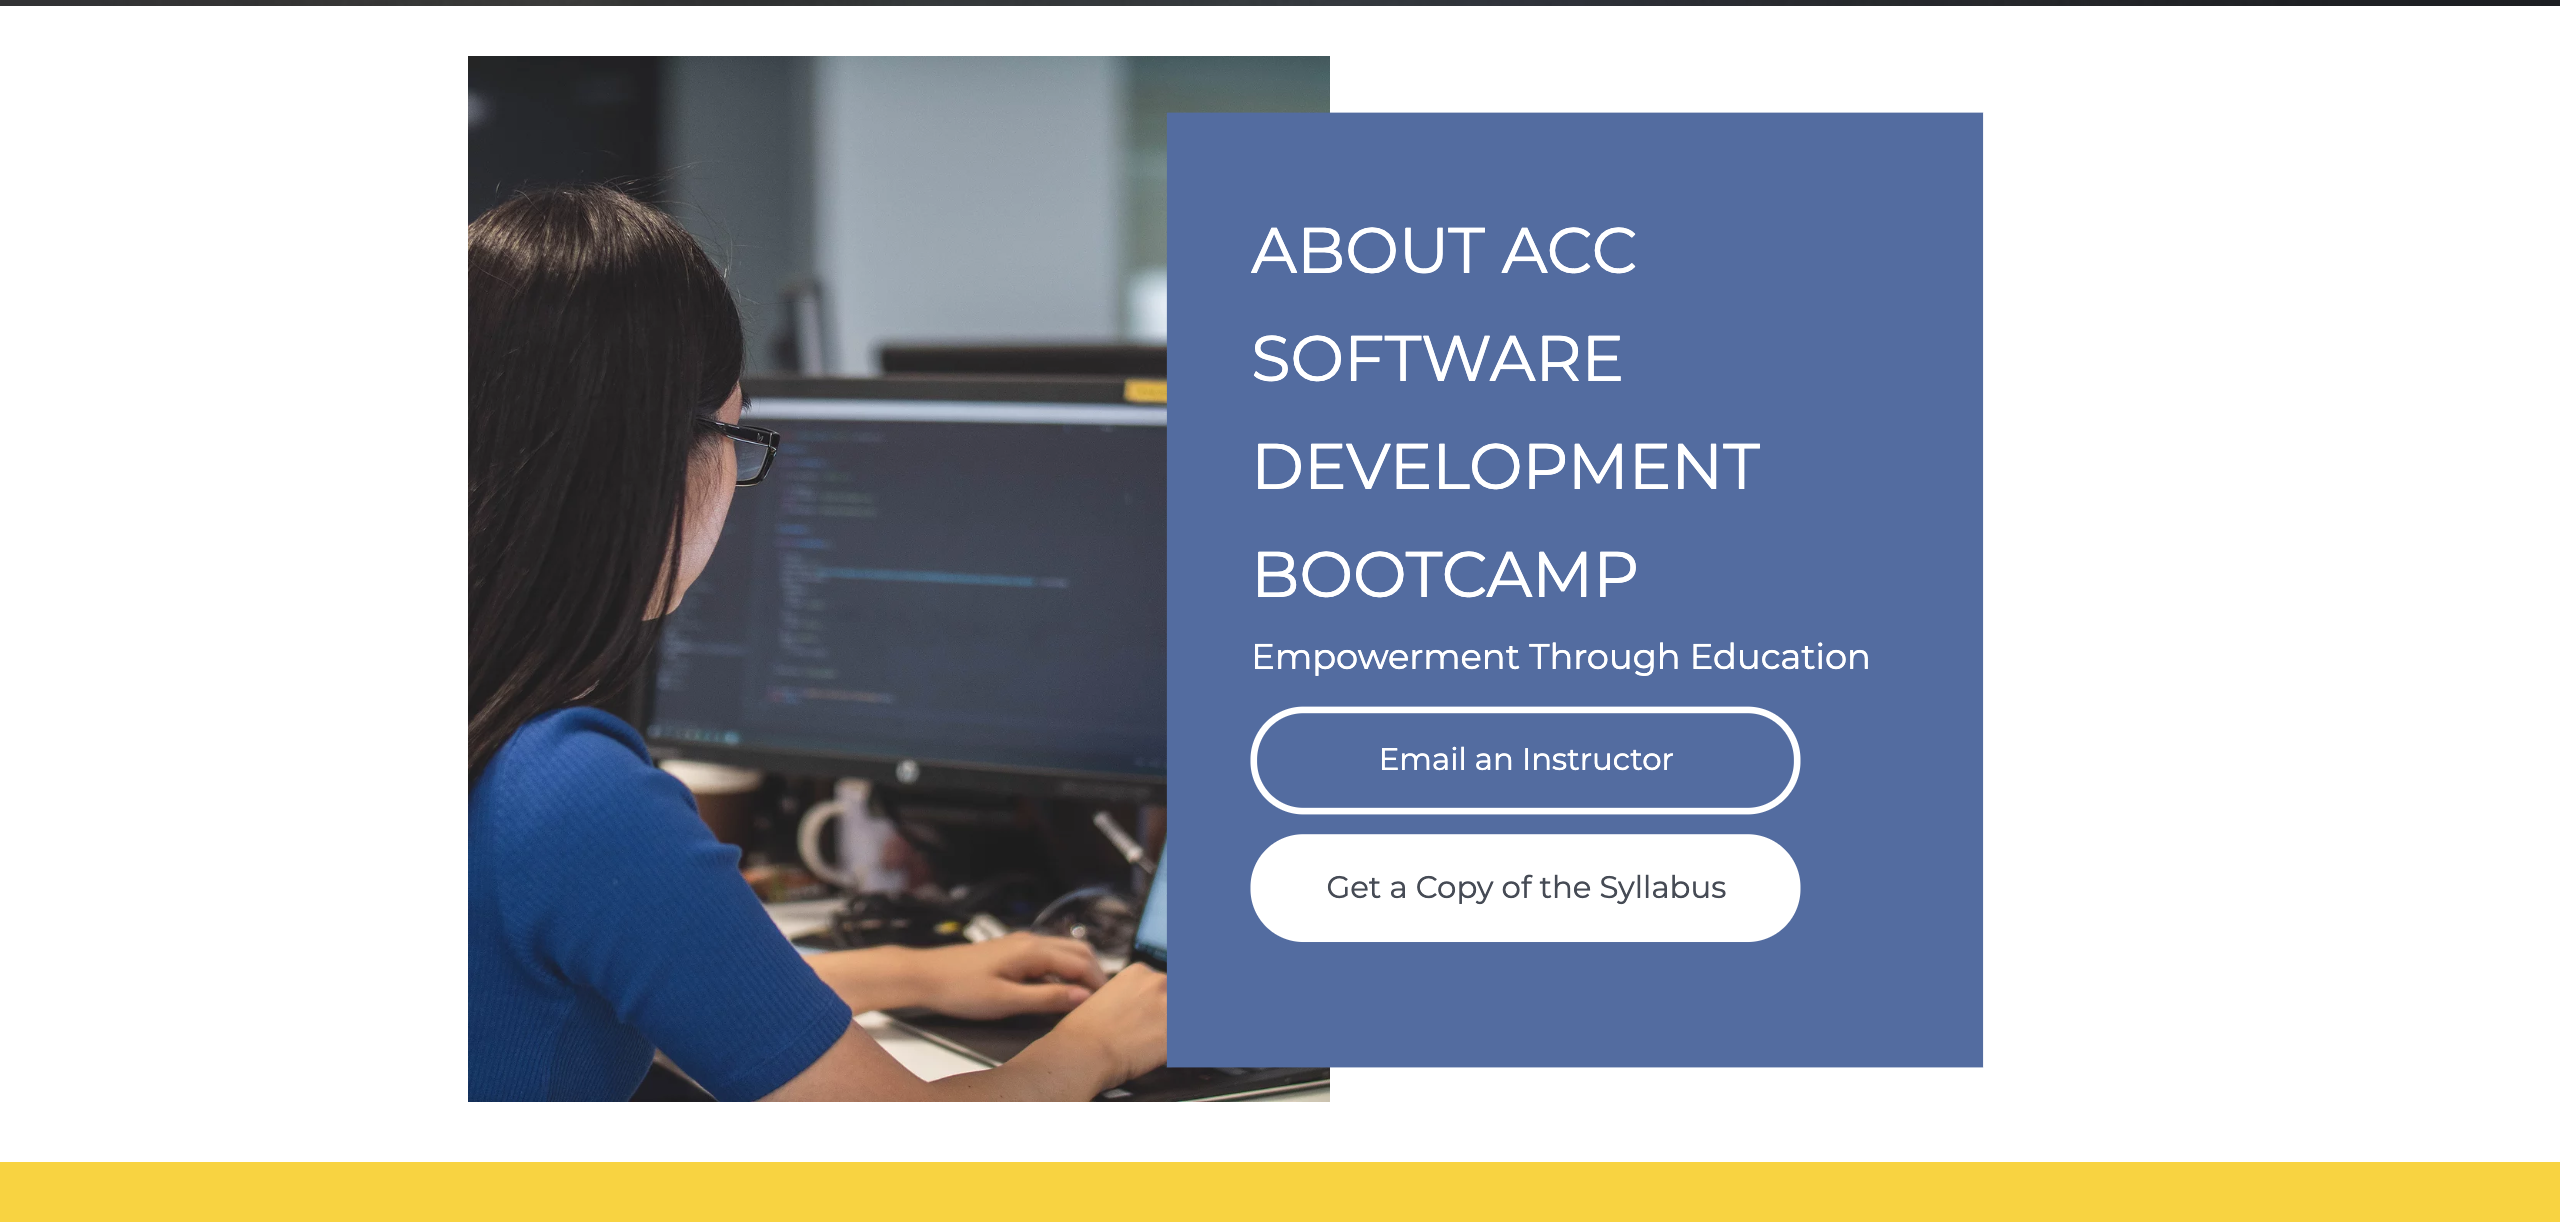 ABOUT ACC
SOFTWARE
DEVELOPMENT
BOOTCAMP
Empowerment Through Education
Email an Instructor
Get a Copy of the Syllabus